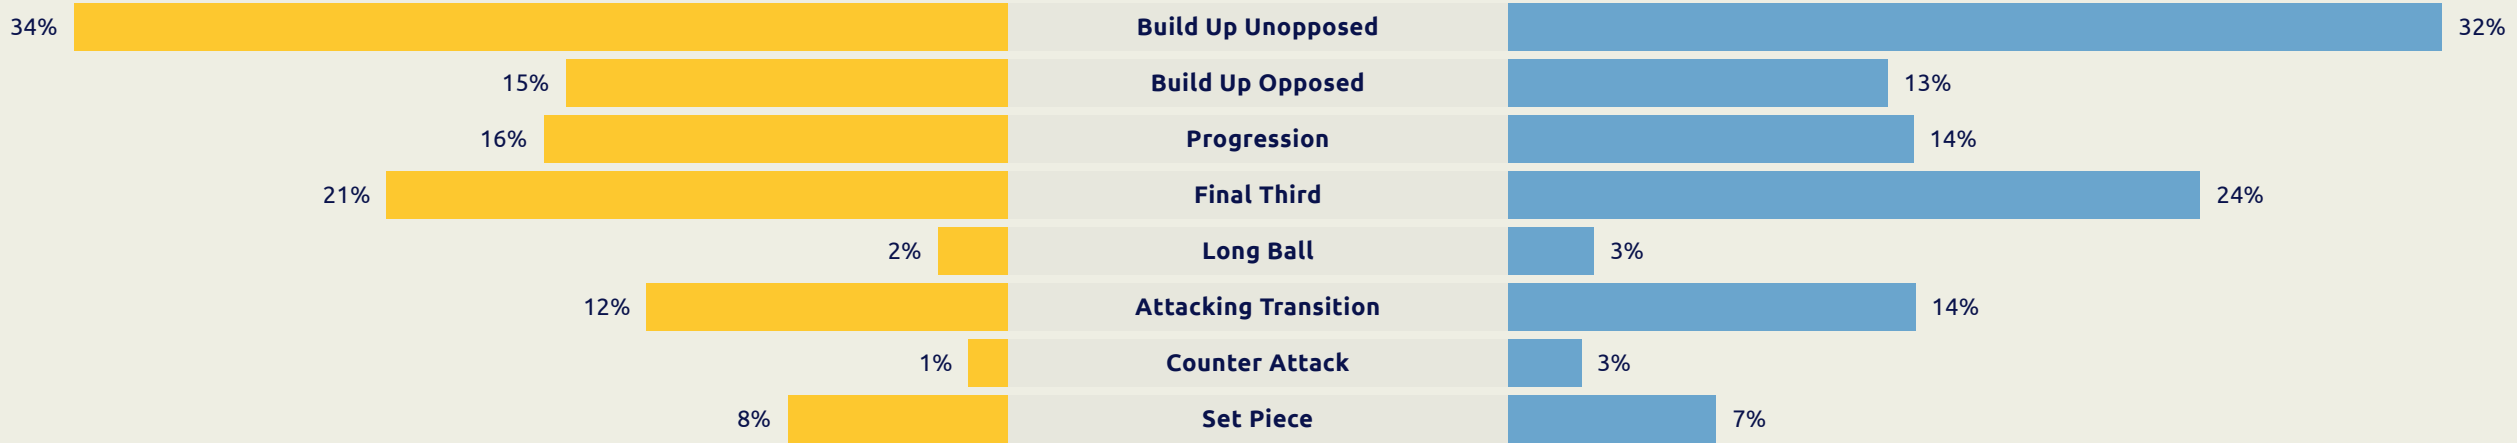 34% Build Up Unopposed 32%
15% Build Up Opposed 13%
16% Progression 14%
21% Final Third 24%
2% Long Ball 3%
12% Attacking Transition 14%
1% Counter Attack 3%
8% Set Piece 7%